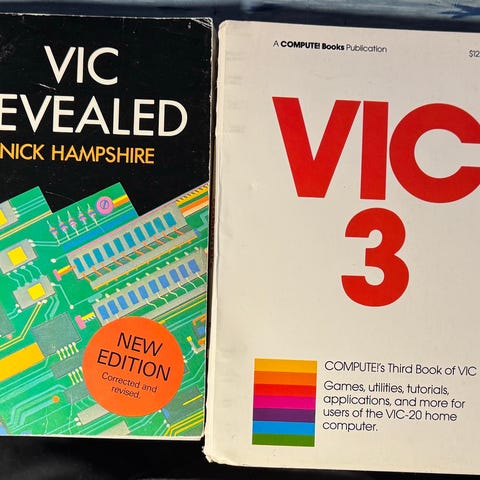 VIC
EVEALED
NICK HAMPSHIRE
NEW
EDITION
Corrected and
revised.
A COMPUTE! Books Publication
$12
VIC
3
COMPUTE!'s Third Book of VIC
Games, utilities, tutorials,
applications, and more for
users of the VIC-20 home
computer.